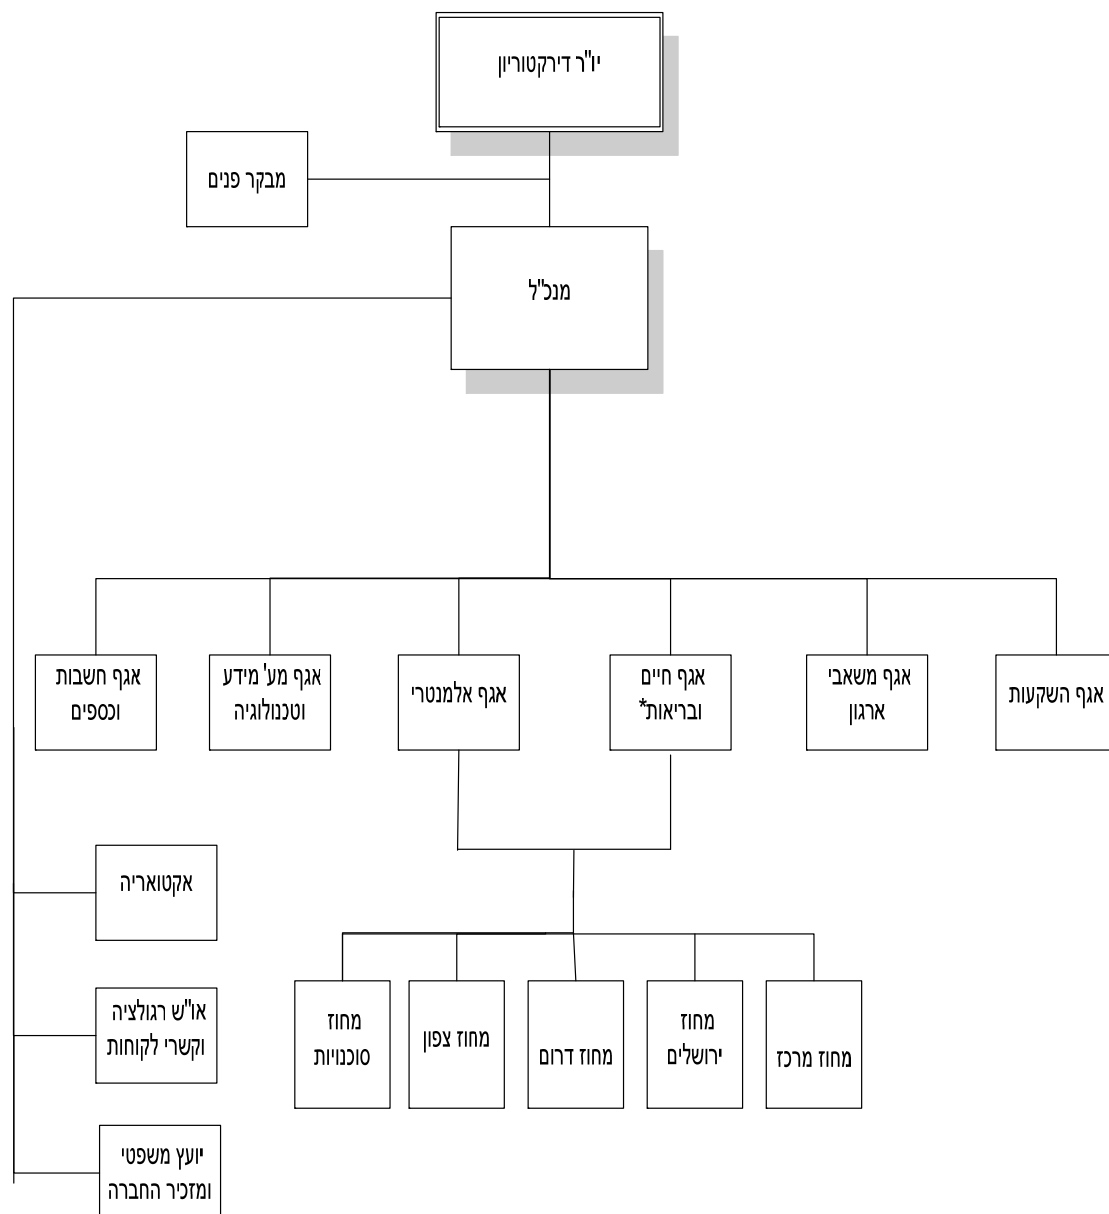 יו"ר דירקטוריון
מבקר פנים
מנכ"ל
אגף השקעות
אגף משאבי
ארגון
אגף חיים
ובריאות*
אגף אלמנטרי
אגף מע' מידע
וטכנולוגיה
אגף חשבות
וכספים
אקטואריה
או"ש רגולציה
וקשרי לקוחות
יועץ משפטי
ומזכיר החברה
מחוז מרכז
מחוז
ירושלים
מחוז דרום
מחוז צפון
מחוז
סוכנויות